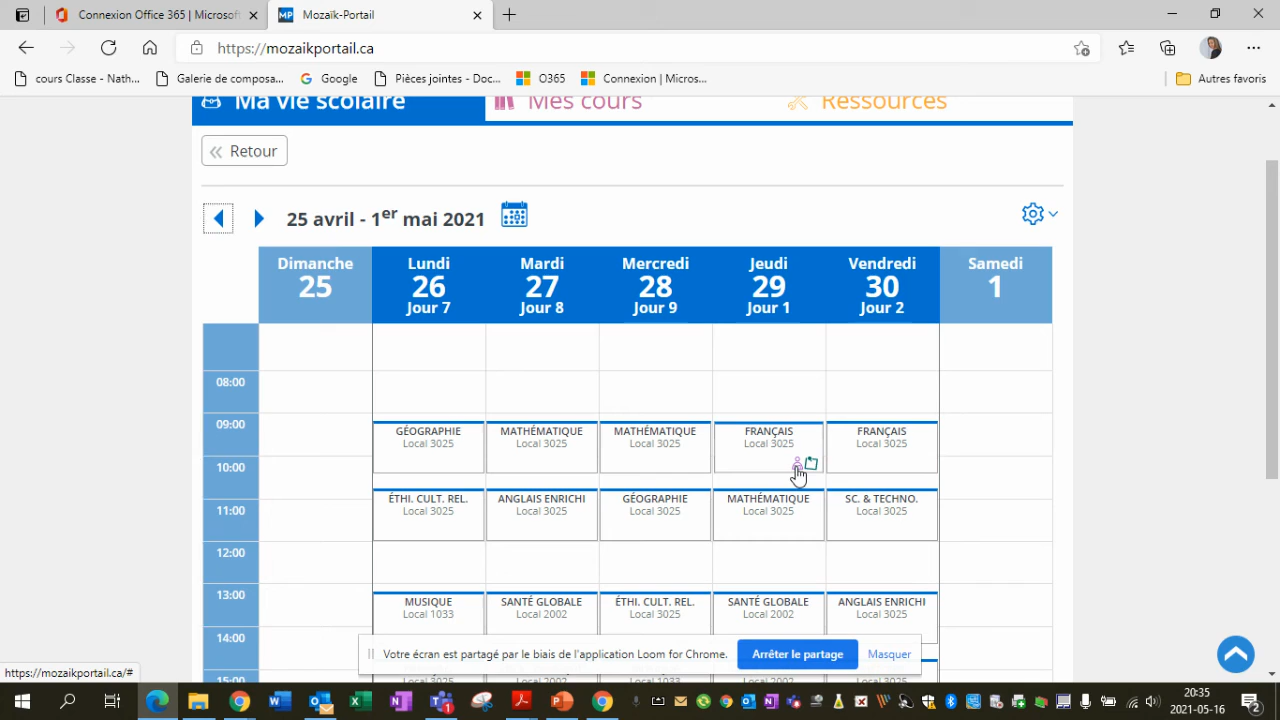 Connexion Office 365 | Microsoft
Mozaïk-Portail
https://mozaikportail.ca
cours Classe - Nath...
Galerie de composa...
Google
Pièces jointes - Doc...
O365
Connexion | Micros...
Autres favoris
Ma vie scolaire
Mes cours
Ressources
Retour
25 avril - 1er mai 2021
Dimanche 25
Lundi 26 Jour 7
Mardi 27 Jour 8
Mercredi 28 Jour 9
Jeudi 29 Jour 1
Vendredi 30 Jour 2
Samedi 1
08:00
09:00
GÉOGRAPHIE MATHÉMATIQUE MATHÉMATIQUE FRANÇAIS FRANÇAIS
Local 3025 Local 3025 Local 3025 Local 3025 Local 3025
10:00
ÉTHI. CULT. REL. ANGLAIS ENRICHI GÉOGRAPHIE MATHÉMATIQUE SC. & TECHNO.
Local 3025 Local 3025 Local 3025 Local 3025 Local 3025
11:00
12:00
13:00
MUSIQUE SANTÉ GLOBALE ÉTHI. CULT. REL. SANTÉ GLOBALE ANGLAIS ENRICHI
Local 1033 Local 2002 Local 3025 Local 2002 Local 3025
14:00
Votre écran est partagé par le biais de l'application Loom for Chrome.
Arrêter le partage
Masquer
https://mozaikportail.ca/#
15:00
20:35
2021-05-16